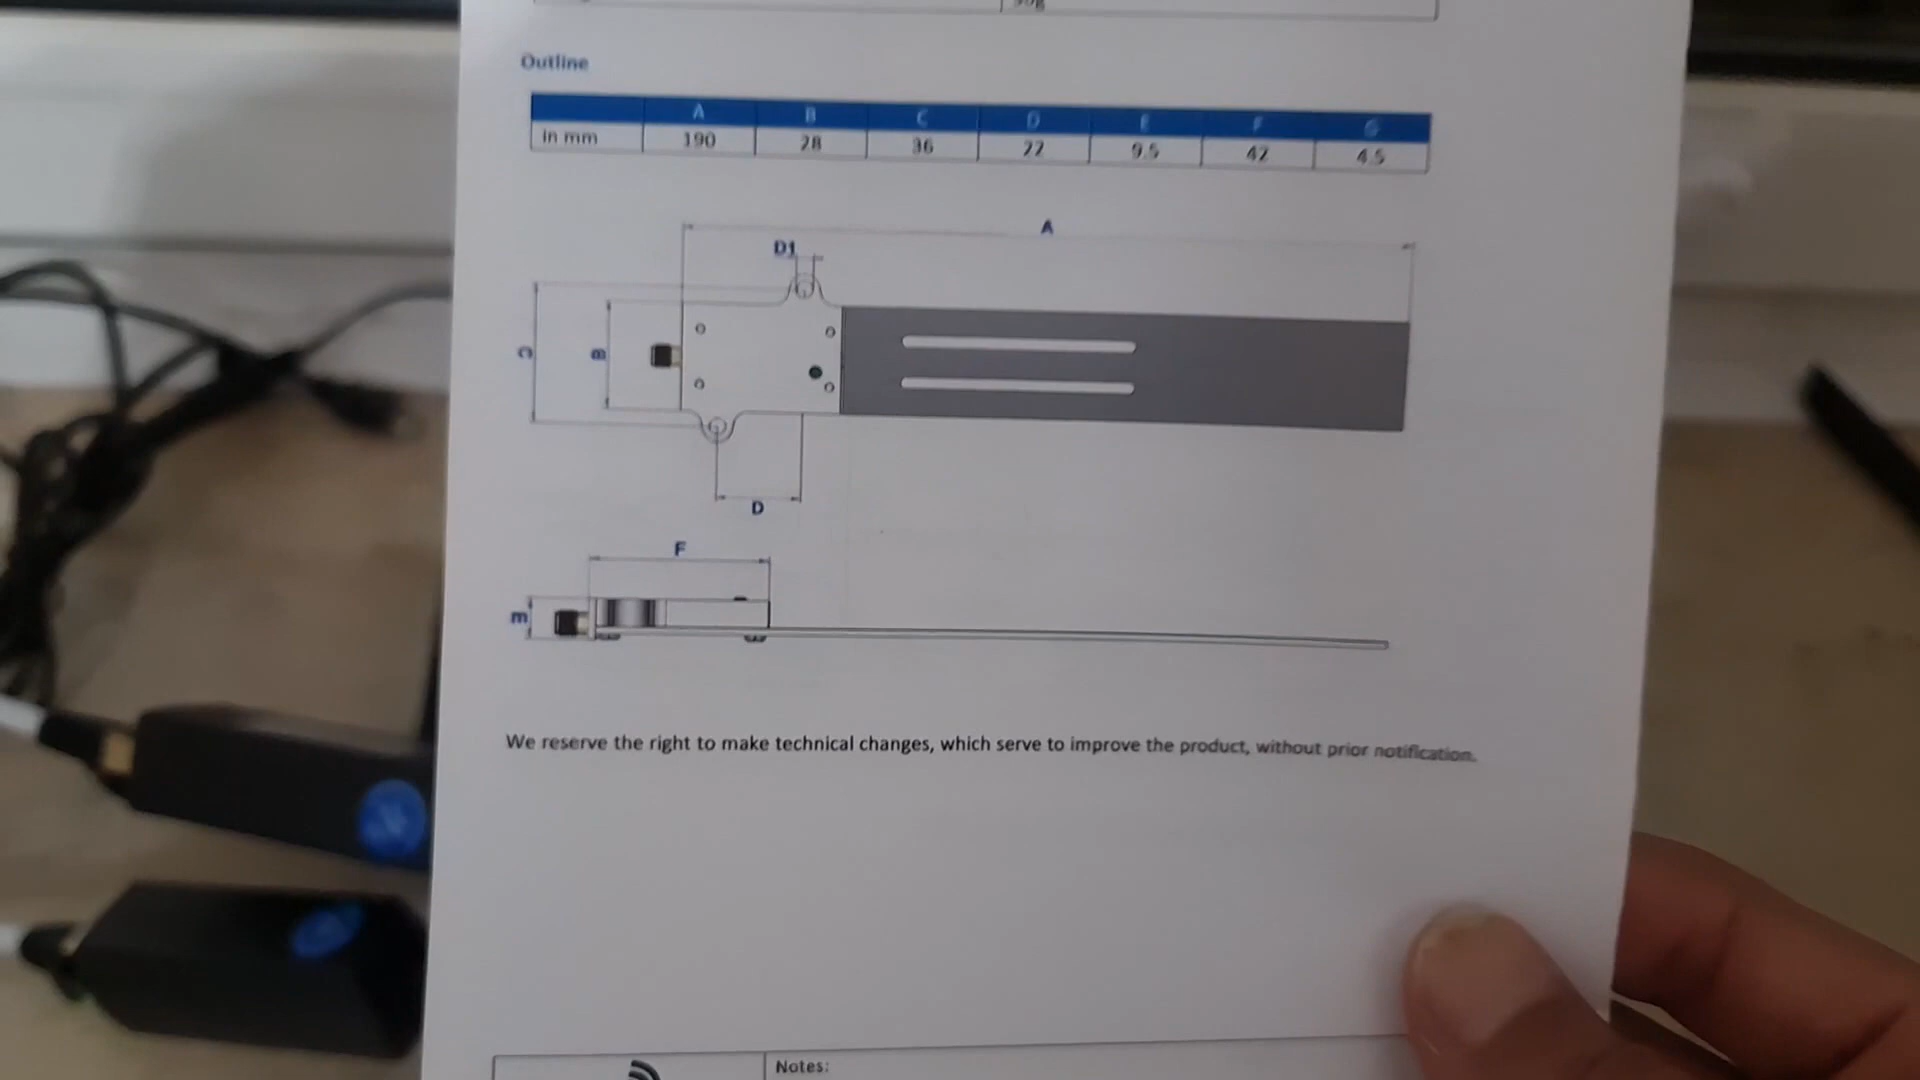 Outline
A B C D E F G
in mm 190 28 36 22 9.5 42 4.5
A
D1
C
B
D
F
E
We reserve the right to make technical changes, which serve to improve the product, without prior notification.
Notes: